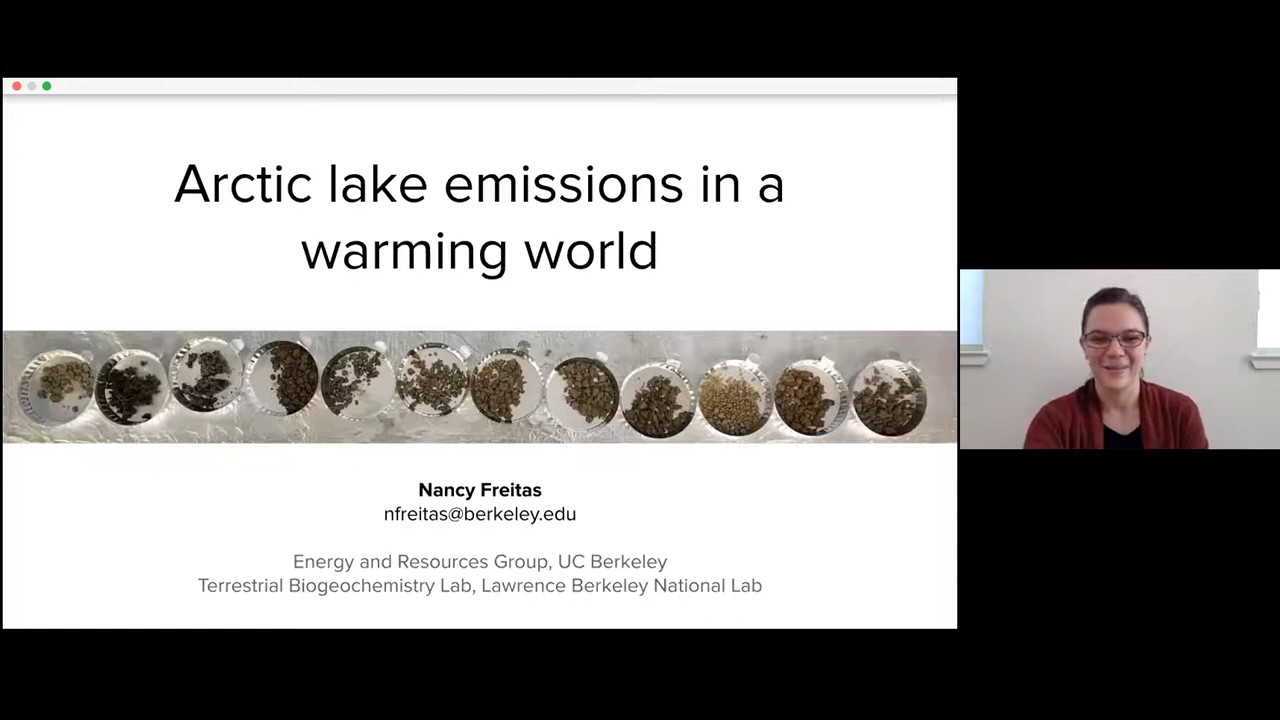 Arctic lake emissions in a
warming world
Nancy Freitas
nfreitas@berkeley.edu
Energy and Resources Group, UC Berkeley
Terrestrial Biogeochemistry Lab, Lawrence Berkeley National Lab